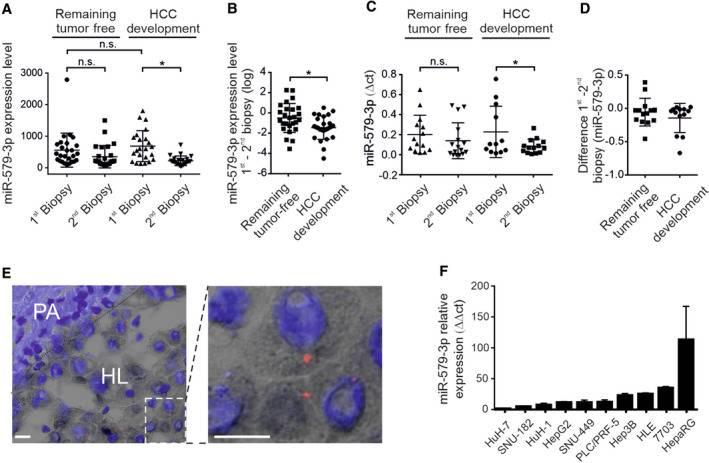 A
Remaining tumor free
HCC development
n.s.
n.s.
*
miR-579-3p expression level
3000
2000
1000
500
0
1st Biopsy
2nd Biopsy
1st Biopsy
2nd Biopsy
B
*
miR-579-3p expression level
1st - 2nd biopsy (log)
4
2
0
-2
-4
-6
Remaining tumor-free
HCC development
C
Remaining tumor free
HCC development
n.s.
*
miR-579-3p (Δct)
0.8
0.6
0.4
0.2
0.0
1st Biopsy
2nd Biopsy
1st Biopsy
2nd Biopsy
D
Difference 1st -2nd
biopsy (miR-579-3p)
0.5
0.0
-0.5
-1.0
Remaining tumor free
HCC development
E
PA
HL
F
miR-579-3p relative
expression (ΔΔct)
200
150
100
50
0
HuH-7
SNU-182
HuH-1
HepG2
SNU-449
PLC/PRF-5
Hep3B
HLE
7703
HepaRG